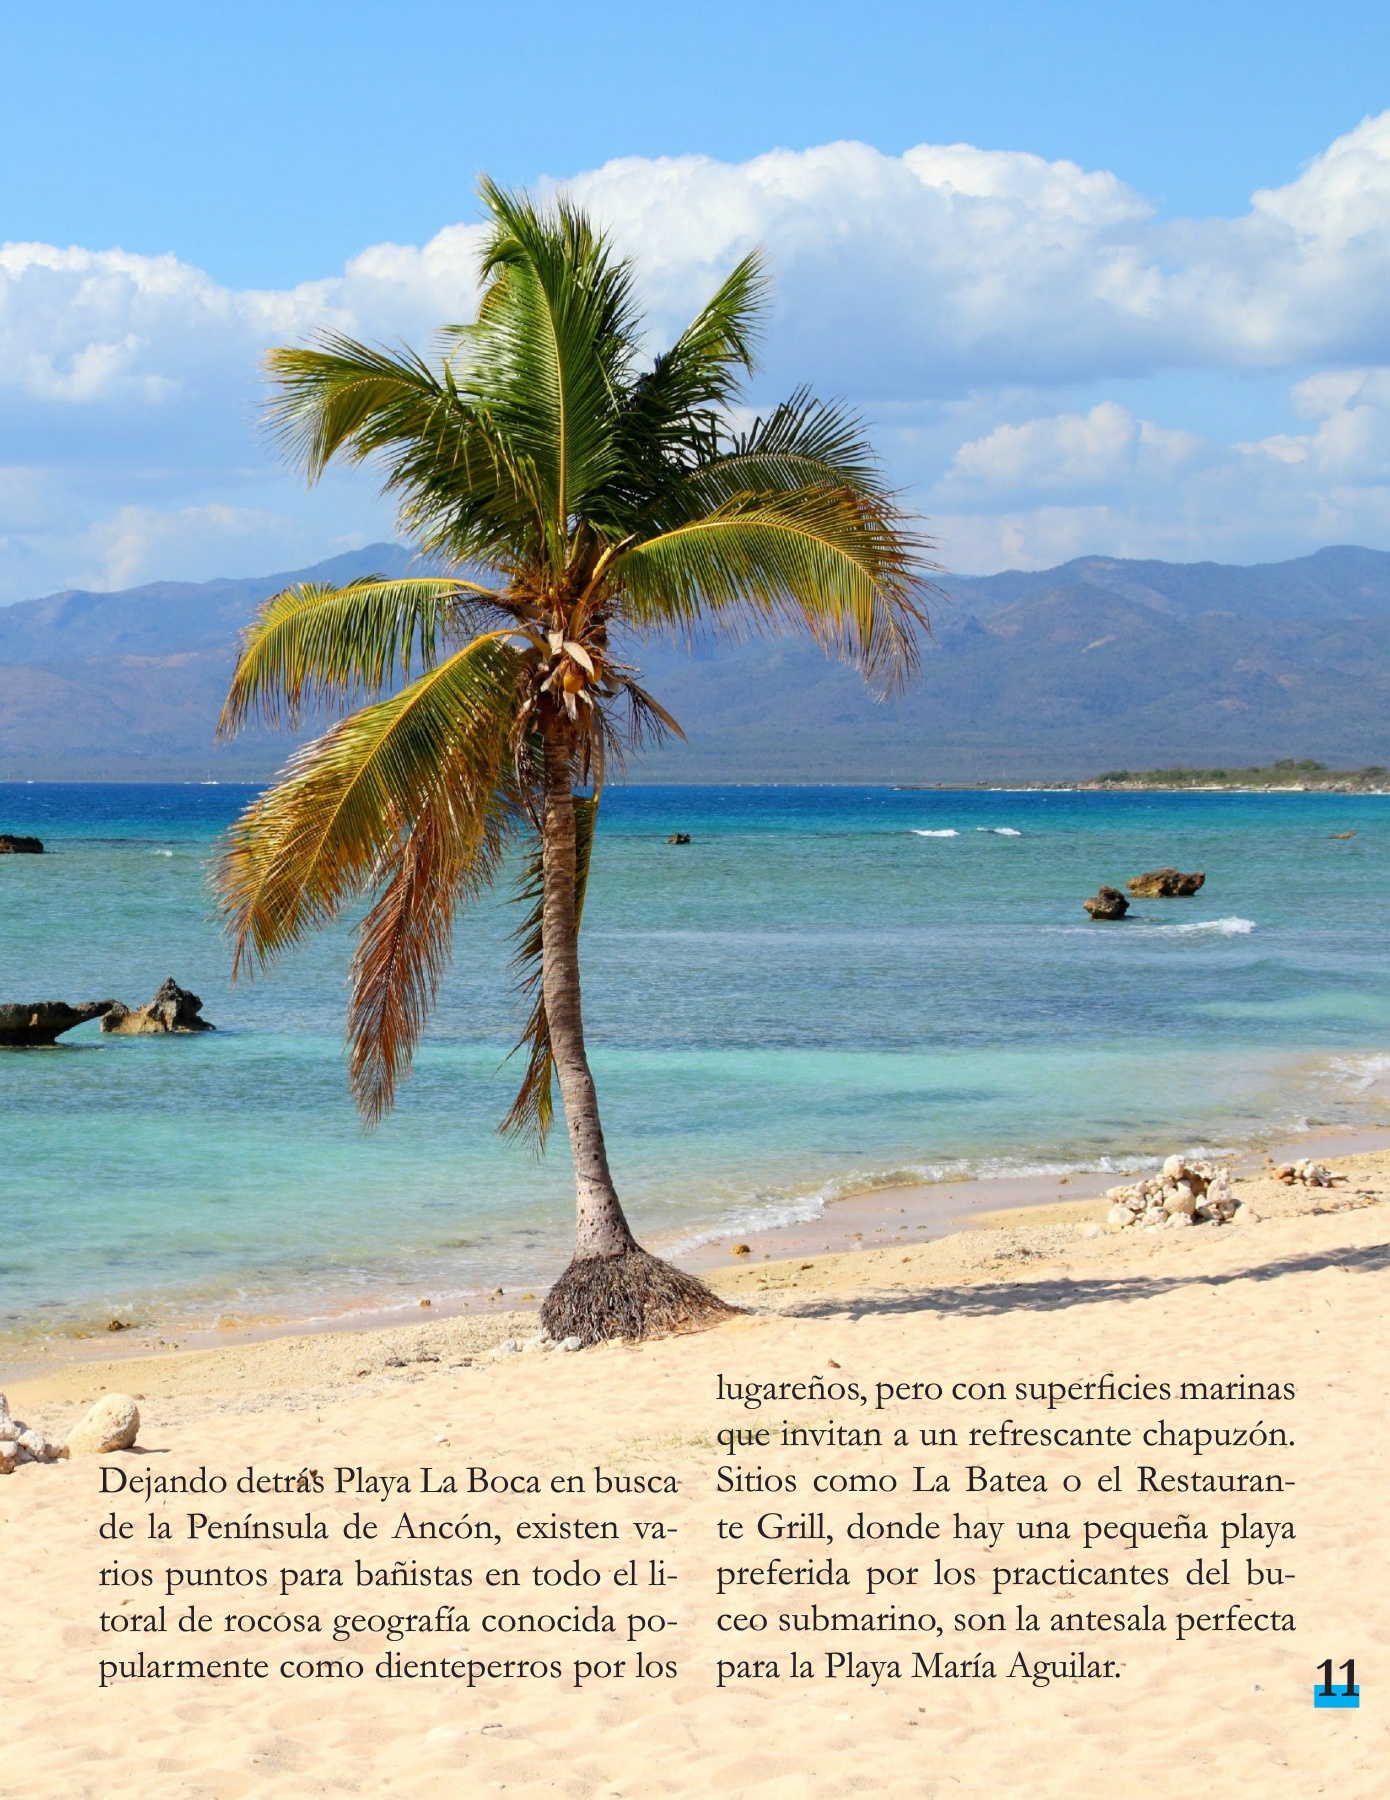 Dejando detrás Playa La Boca en busca
de la Península de Ancón, existen va-
rios puntos para bañistas en todo el li-
toral de rocosa geografía conocida po-
pularmente como dienteperros por los
lugareños, pero con superficies marinas
que invitan a un refrescante chapuzón.
Sitios como La Batea o el Restauran-
te Grill, donde hay una pequeña playa
preferida por los practicantes del bu-
ceo submarino, son la antesala perfecta
para la Playa María Aguilar.
11